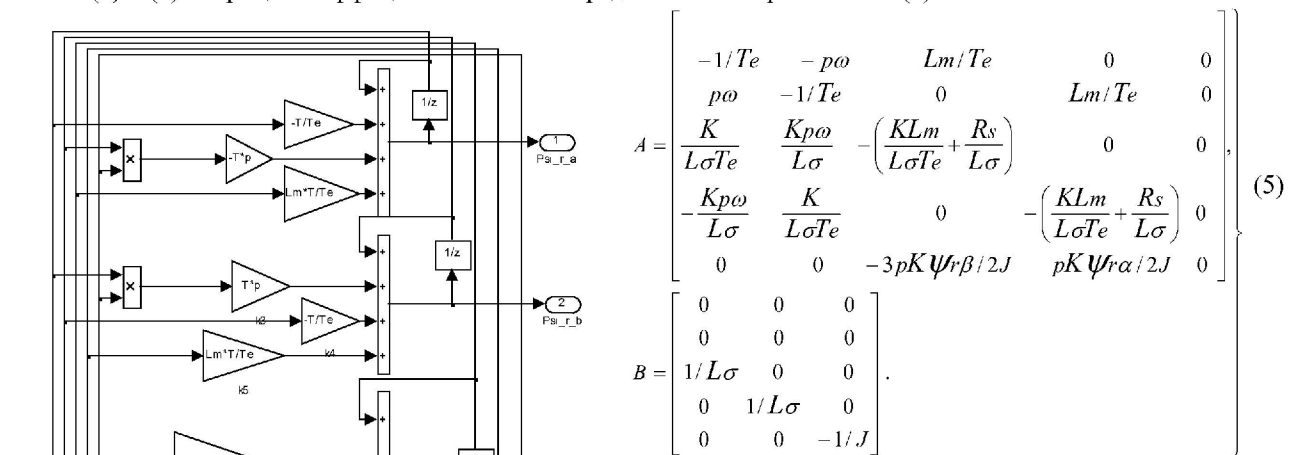 1/z
-T/Te
1
Psi_r_a
×
-T*p
Lm*T/Te
1/z
×
T*p
2
Psi_r_b
k3
-T/Te
k4
Lm*T/Te
k5
A = [ −1/Te −pω Lm/Te 0 0
pω −1/Te 0 Lm/Te 0
K/LσTe Kpω/Lσ −(KLm/LσTe + Rs/Lσ) 0 0 ,
−Kpω/Lσ K/LσTe 0 −(KLm/LσTe + Rs/Lσ) 0
0 0 −3pKψrβ/2J pKψrα/2J 0 ]
(5)
B = [ 0 0 0
0 0 0
1/Lσ 0 0 .
0 1/Lσ 0
0 0 −1/J ]